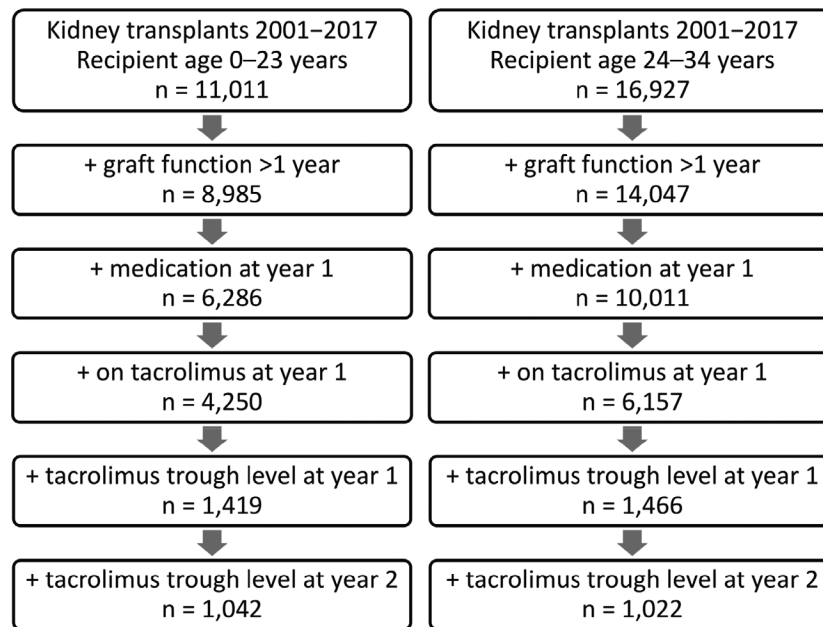 Kidney transplants 2001–2017
Recipient age 0–23 years
n = 11,011
+ graft function >1 year
n = 8,985
+ medication at year 1
n = 6,286
+ on tacrolimus at year 1
n = 4,250
+ tacrolimus trough level at year 1
n = 1,419
+ tacrolimus trough level at year 2
n = 1,042
Kidney transplants 2001–2017
Recipient age 24–34 years
n = 16,927
+ graft function >1 year
n = 14,047
+ medication at year 1
n = 10,011
+ on tacrolimus at year 1
n = 6,157
+ tacrolimus trough level at year 1
n = 1,466
+ tacrolimus trough level at year 2
n = 1,022